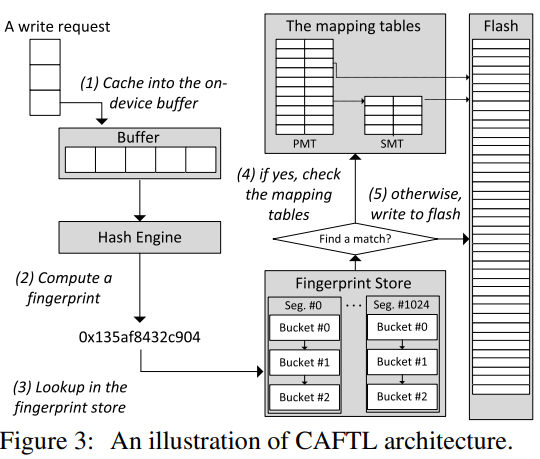 A write request
(1) Cache into the on-
device buffer
Buffer
Hash Engine
(2) Compute a
fingerprint
0x135af8432c904
(3) Lookup in the
fingerprint store
The mapping tables
PMT
SMT
(4) if yes, check
the mapping
tables
(5) otherwise,
write to flash
Find a match?
Fingerprint Store
Seg. #0
Bucket #0
Bucket #1
Bucket #2
...
Seg. #1024
Bucket #0
Bucket #1
Bucket #2
Flash
Figure 3: An illustration of CAFTL architecture.